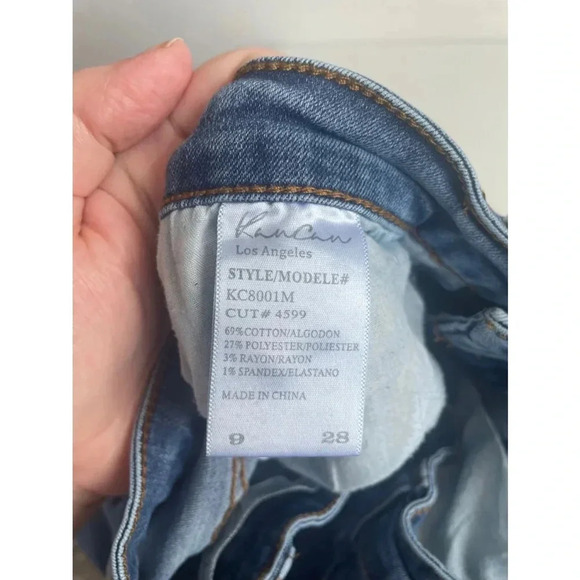 KanCan
Los Angeles
STYLE/MODELE#
KC8001M
CUT# 4599
69%COTTON/ALGODON
27% POLYESTER/POLIESTER
3% RAYON/RAYON
1% SPANDEX/ELASTANO
MADE IN CHINA
9 28